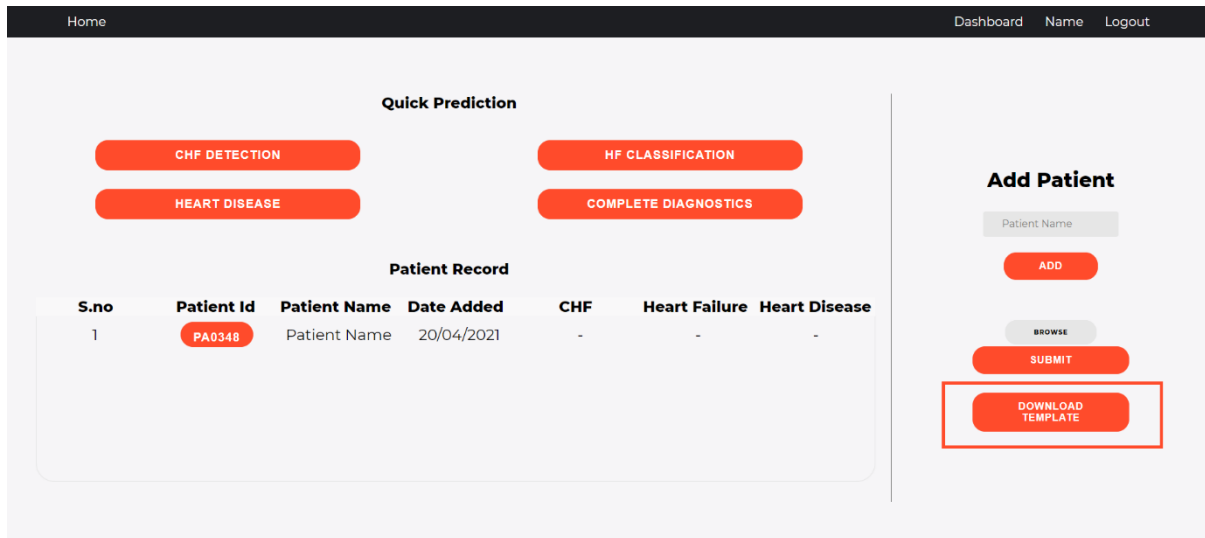 Home Dashboard Name Logout
Quick Prediction
CHF DETECTION HF CLASSIFICATION
HEART DISEASE COMPLETE DIAGNOSTICS
Patient Record
S.no Patient Id Patient Name Date Added CHF Heart Failure Heart Disease
1 PA0348 Patient Name 20/04/2021 - - -
Add Patient
Patient Name
ADD
BROWSE
SUBMIT
DOWNLOAD
TEMPLATE